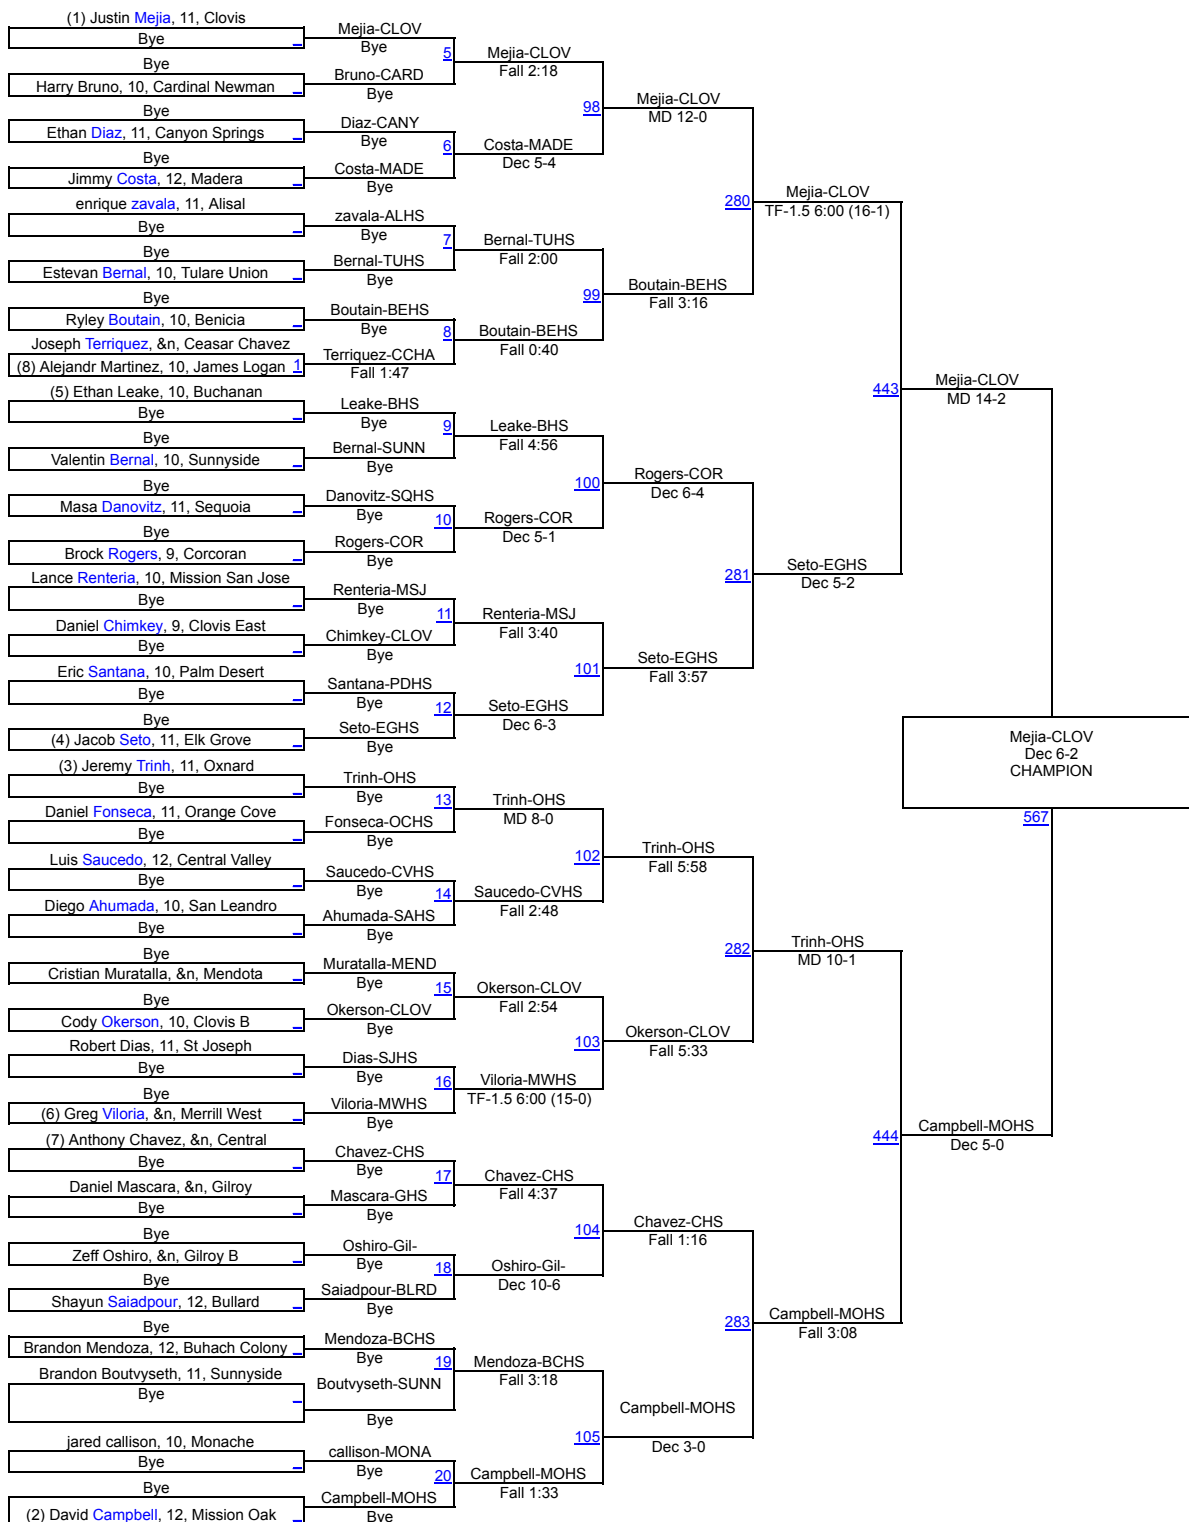 (1) Justin Mejia, 11, Clovis
Bye
Bye
Harry Bruno, 10, Cardinal Newman
Bye
Ethan Diaz, 11, Canyon Springs
Bye
Jimmy Costa, 12, Madera
enrique zavala, 11, Alisal
Bye
Bye
Estevan Bernal, 10, Tulare Union
Bye
Ryley Boutain, 10, Benicia
Joseph Terriquez, &n, Ceasar Chavez
(8) Alejandr Martinez, 10, James Logan 1
(5) Ethan Leake, 10, Buchanan
Bye
Bye
Valentin Bernal, 10, Sunnyside
Bye
Masa Danovitz, 11, Sequoia
Bye
Brock Rogers, 9, Corcoran
Lance Renteria, 10, Mission San Jose
Bye
Daniel Chimkey, 9, Clovis East
Bye
Eric Santana, 10, Palm Desert
Bye
Bye
(4) Jacob Seto, 11, Elk Grove
(3) Jeremy Trinh, 11, Oxnard
Bye
Daniel Fonseca, 11, Orange Cove
Bye
Luis Saucedo, 12, Central Valley
Bye
Diego Ahumada, 10, San Leandro
Bye
Bye
Cristian Muratalla, &n, Mendota
Bye
Cody Okerson, 10, Clovis B
Robert Dias, 11, St Joseph
Bye
Bye
(6) Greg Viloria, &n, Merrill West
(7) Anthony Chavez, &n, Central
Bye
Daniel Mascara, &n, Gilroy
Bye
Bye
Zeff Oshiro, &n, Gilroy B
Bye
Shayun Saiadpour, 12, Bullard
Bye
Brandon Mendoza, 12, Buhach Colony
Brandon Boutvyseth, 11, Sunnyside
Bye
jared callison, 10, Monache
Bye
Bye
(2) David Campbell, 12, Mission Oak
Mejia-CLOV
Bye
5
Bruno-CARD
Bye
Diaz-CANY
Bye
6
Costa-MADE
Bye
zavala-ALHS
Bye
7
Bernal-TUHS
Bye
Boutain-BEHS
Bye
8
Terriquez-CCHA
Fall 1:47
Leake-BHS
Bye
9
Bernal-SUNN
Bye
Danovitz-SQHS
Bye
10
Rogers-COR
Bye
Renteria-MSJ
Bye
11
Chimkey-CLOV
Bye
Santana-PDHS
Bye
12
Seto-EGHS
Bye
Trinh-OHS
Bye
13
Fonseca-OCHS
Bye
Saucedo-CVHS
Bye
14
Ahumada-SAHS
Bye
Muratalla-MEND
Bye
15
Okerson-CLOV
Bye
Dias-SJHS
Bye
16
Viloria-MWHS
Bye
Chavez-CHS
Bye
17
Mascara-GHS
Bye
Oshiro-Gil-
Bye
18
Saiadpour-BLRD
Bye
Mendoza-BCHS
Bye
19
Boutvyseth-SUNN
Bye
callison-MONA
Bye
20
Campbell-MOHS
Bye
Mejia-CLOV
Fall 2:18
98
Costa-MADE
Dec 5-4
Bernal-TUHS
Fall 2:00
99
Boutain-BEHS
Fall 0:40
Leake-BHS
Fall 4:56
100
Rogers-COR
Dec 5-1
Renteria-MSJ
Fall 3:40
101
Seto-EGHS
Dec 6-3
Trinh-OHS
MD 8-0
102
Saucedo-CVHS
Fall 2:48
Okerson-CLOV
Fall 2:54
103
Viloria-MWHS
TF-1.5 6:00 (15-0)
Chavez-CHS
Fall 4:37
104
Oshiro-Gil-
Dec 10-6
Mendoza-BCHS
Fall 3:18
105
Campbell-MOHS
Fall 1:33
Mejia-CLOV
MD 12-0
280
Boutain-BEHS
Fall 3:16
Rogers-COR
Dec 6-4
281
Seto-EGHS
Fall 3:57
Trinh-OHS
Fall 5:58
282
Okerson-CLOV
Fall 5:33
Chavez-CHS
Fall 1:16
283
Campbell-MOHS
Dec 3-0
Mejia-CLOV
TF-1.5 6:00 (16-1)
443
Seto-EGHS
Dec 5-2
Trinh-OHS
MD 10-1
444
Campbell-MOHS
Fall 3:08
Mejia-CLOV
MD 14-2
Campbell-MOHS
Dec 5-0
Mejia-CLOV
Dec 6-2
CHAMPION
567